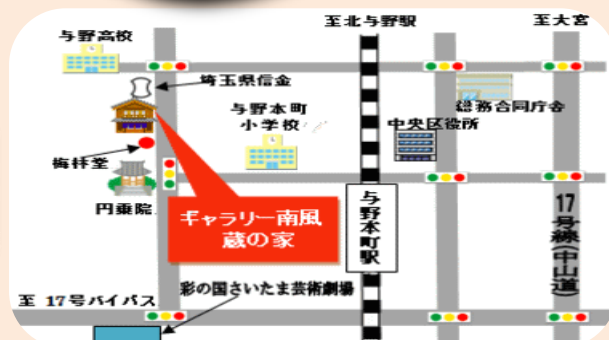 至北与野駅
至大宮
与野高校
埼玉県信金
総務合同庁舎
与野本町
小学校
中央区役所
梅林堂
円乗院
ギャラリー南風
蔵の家
与野本町駅
17号線(中山道)
彩の国さいたま芸術劇場
至 17号バイパス